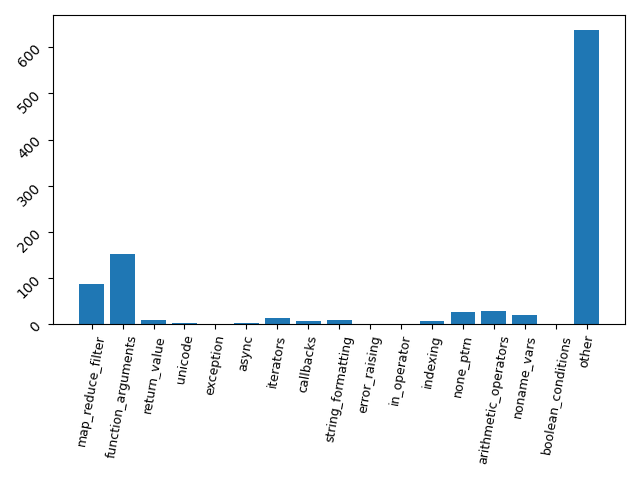 600
500
400
300
200
100
0
map_reduce_filter
function_arguments
return_value
unicode
exception
async
iterators
callbacks
string_formatting
error_raising
in_operator
indexing
none_ptrn
arithmetic_operators
noname_vars
boolean_conditions
other